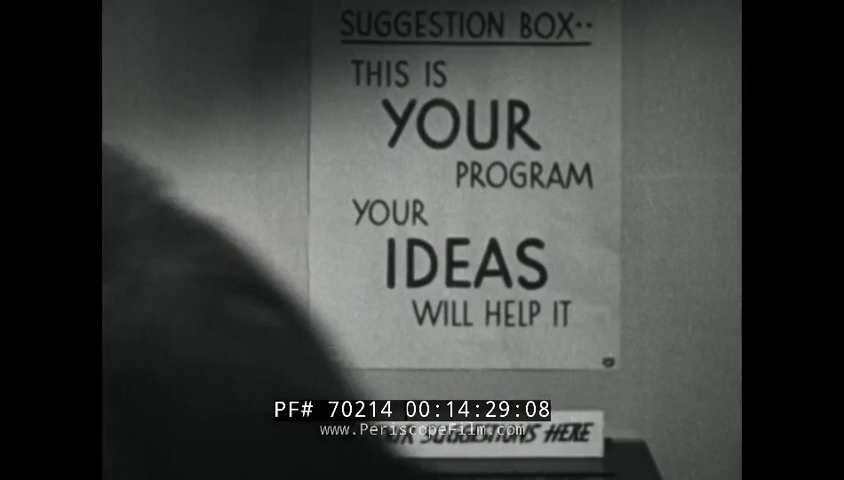 SUGGESTION BOX··
THIS IS
YOUR
PROGRAM
YOUR
IDEAS
WILL HELP IT
PF# 70214 00:14:29:08
www.PeriscopeFilm.com
SUGGESTIONS HERE